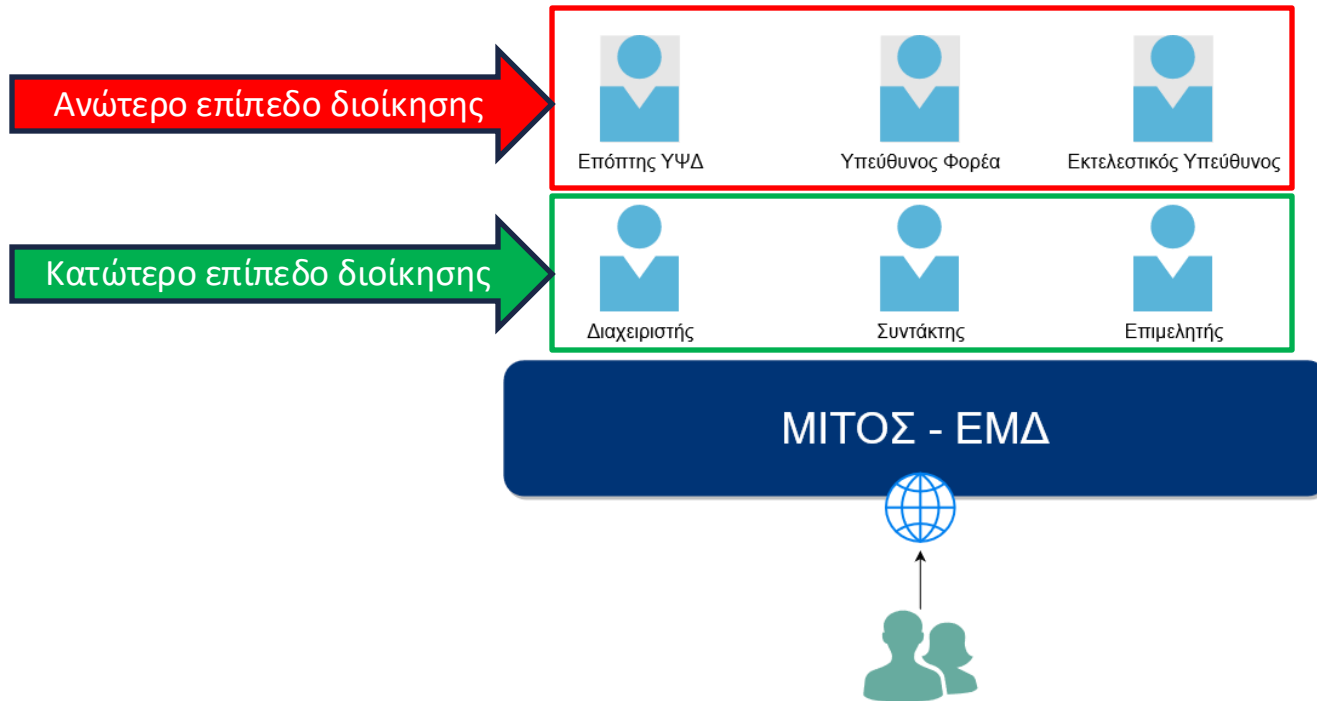 Ανώτερο επίπεδο διοίκησης
Επόπτης ΥΨΔ
Υπεύθυνος Φορέα
Εκτελεστικός Υπεύθυνος
Κατώτερο επίπεδο διοίκησης
Διαχειριστής
Συντάκτης
Επιμελητής
ΜΙΤΟΣ - ΕΜΔ